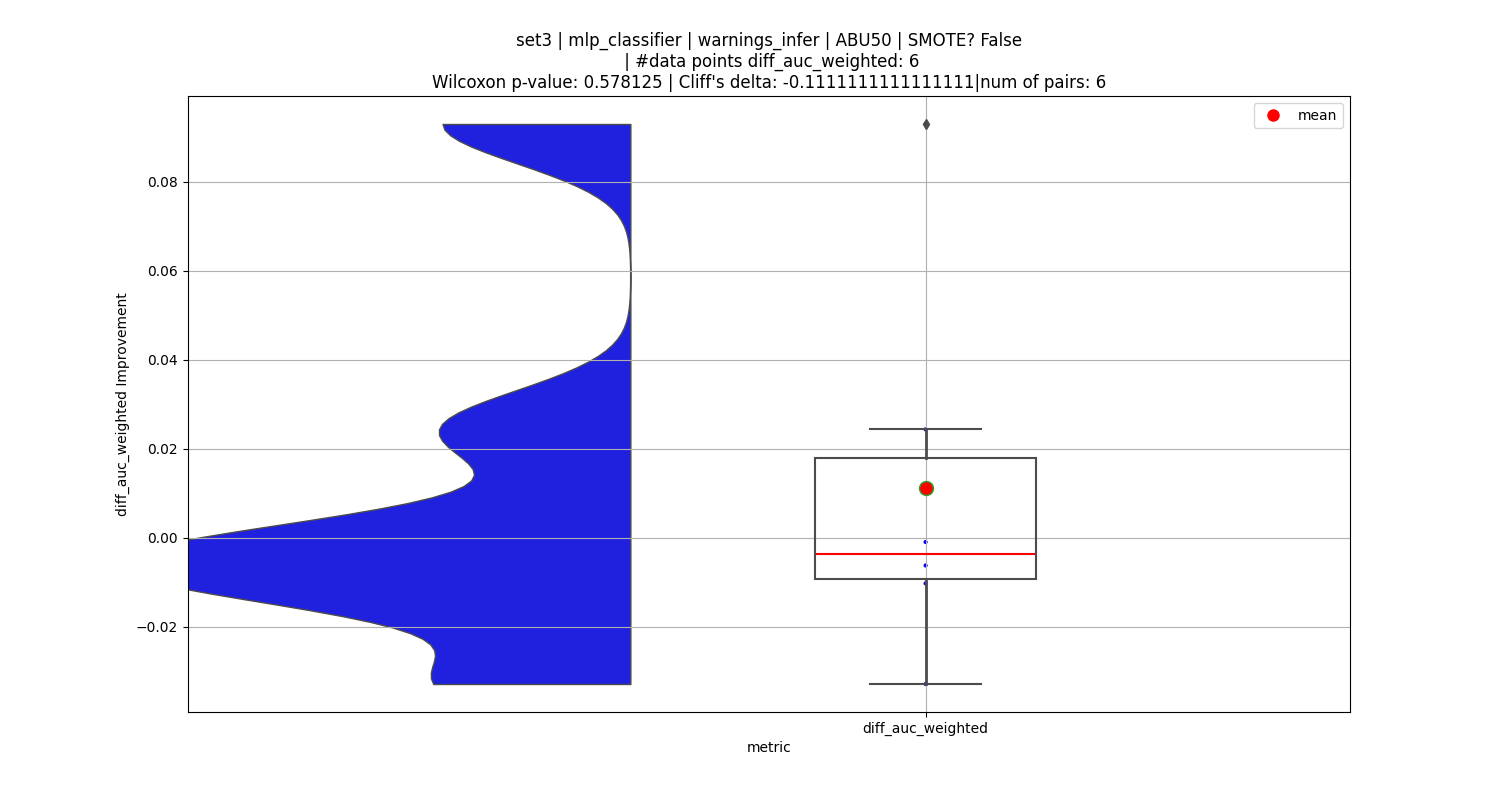 set3 | mlp_classifier | warnings_infer | ABU50 | SMOTE? False
| #data points diff_auc_weighted: 6
Wilcoxon p-value: 0.578125 | Cliff's delta: -0.1111111111111111|num of pairs: 6
mean
0.08
0.06
0.04
0.02
0.00
−0.02
diff_auc_weighted Improvement
diff_auc_weighted
metric